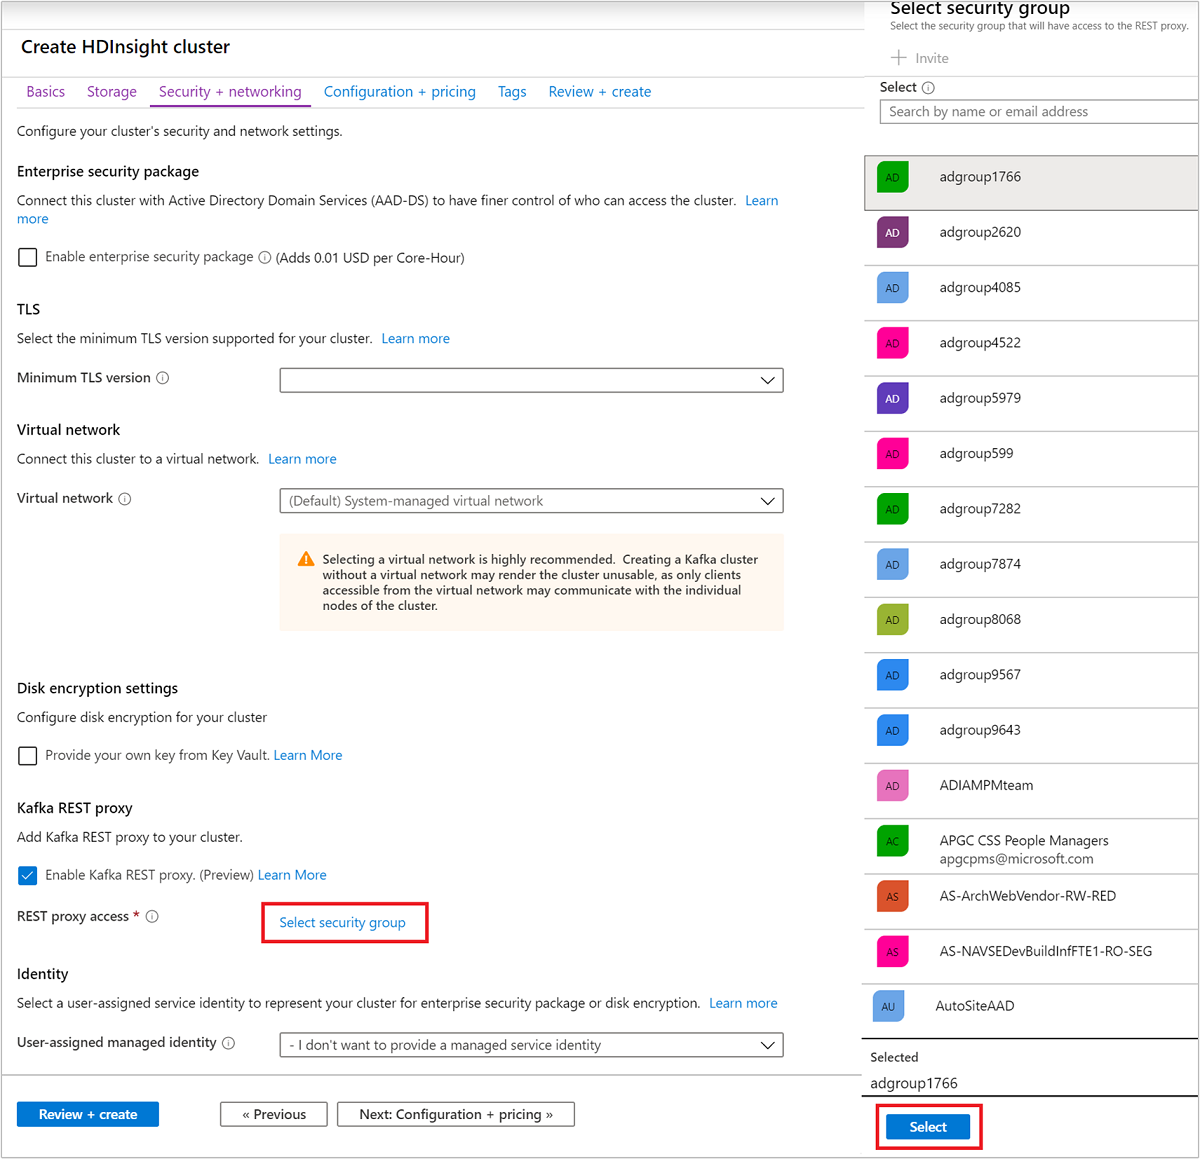 Create HDInsight cluster
Basics Storage Security + networking Configuration + pricing Tags Review + create
Configure your cluster's security and network settings.
Enterprise security package
Connect this cluster with Active Directory Domain Services (AAD-DS) to have finer control of who can access the cluster. Learn
more
Enable enterprise security package (Adds 0.01 USD per Core-Hour)
TLS
Select the minimum TLS version supported for your cluster. Learn more
Minimum TLS version
Virtual network
Connect this cluster to a virtual network. Learn more
Virtual network
(Default) System-managed virtual network
Selecting a virtual network is highly recommended. Creating a Kafka cluster
without a virtual network may render the cluster unusable, as only clients
accessible from the virtual network may communicate with the individual
nodes of the cluster.
Disk encryption settings
Configure disk encryption for your cluster
Provide your own key from Key Vault. Learn More
Kafka REST proxy
Add Kafka REST proxy to your cluster.
Enable Kafka REST proxy. (Preview) Learn More
REST proxy access *
Select security group
Identity
Select a user-assigned service identity to represent your cluster for enterprise security package or disk encryption. Learn more
User-assigned managed identity
- I don't want to provide a managed service identity
Review + create
« Previous
Next: Configuration + pricing »
Select security group
Select the security group that will have access to the REST proxy.
Invite
Select
Search by name or email address
AD adgroup1766
AD adgroup2620
AD adgroup4085
AD adgroup4522
AD adgroup5979
AD adgroup599
AD adgroup7282
AD adgroup7874
AD adgroup8068
AD adgroup9567
AD adgroup9643
AD ADIAMPMteam
AC APGC CSS People Managers
apgcpms@microsoft.com
AS AS-ArchWebVendor-RW-RED
AS AS-NAVSEDevBuildInfFTE1-RO-SEG
AU AutoSiteAAD
Selected
adgroup1766
Select